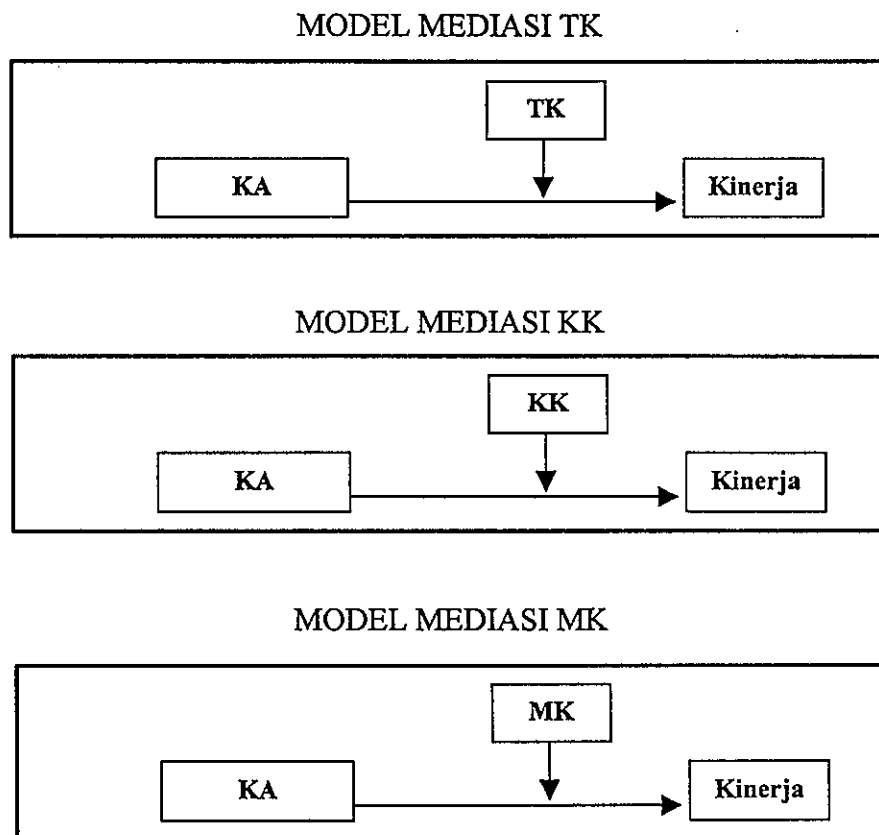 MODEL MEDIASI TK
TK
KA
Kinerja
MODEL MEDIASI KK
KK
KA
Kinerja
MODEL MEDIASI MK
MK
KA
Kinerja